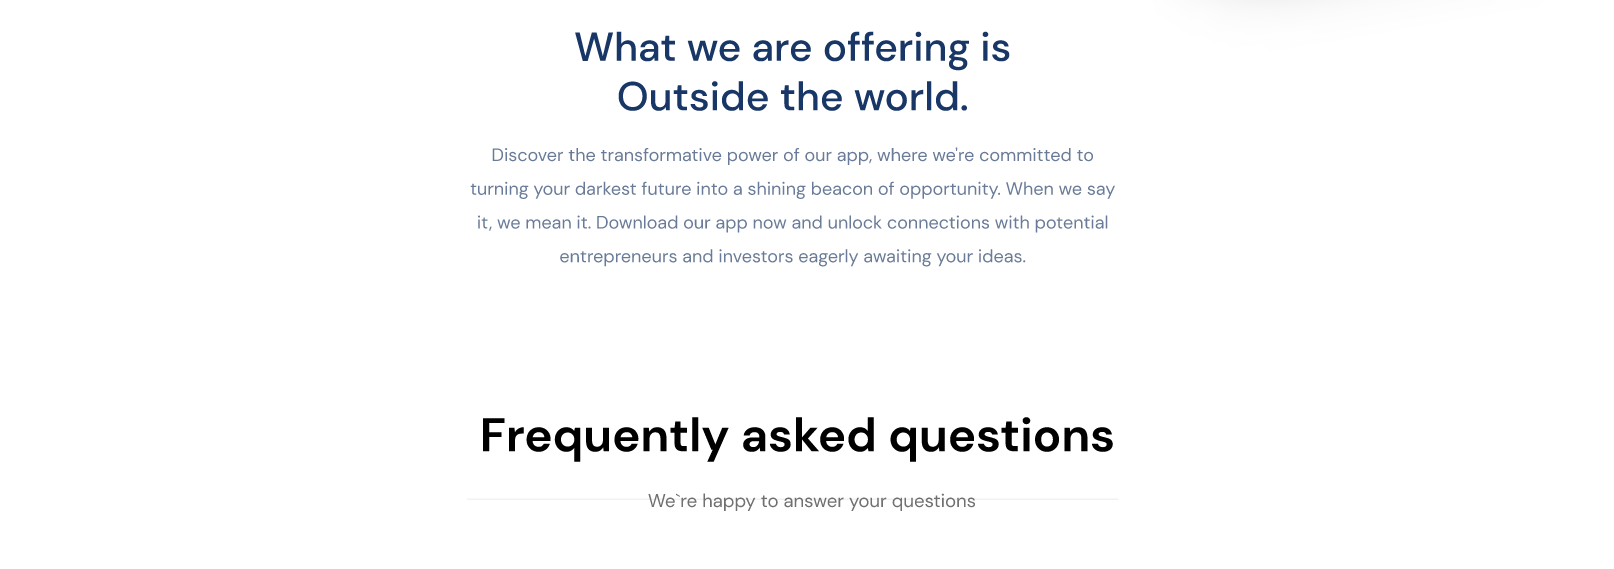 What we are offering is
Outside the world.
Discover the transformative power of our app, where we're committed to
turning your darkest future into a shining beacon of opportunity. When we say
it, we mean it. Download our app now and unlock connections with potential
entrepreneurs and investors eagerly awaiting your ideas.
Frequently asked questions
We`re happy to answer your questions